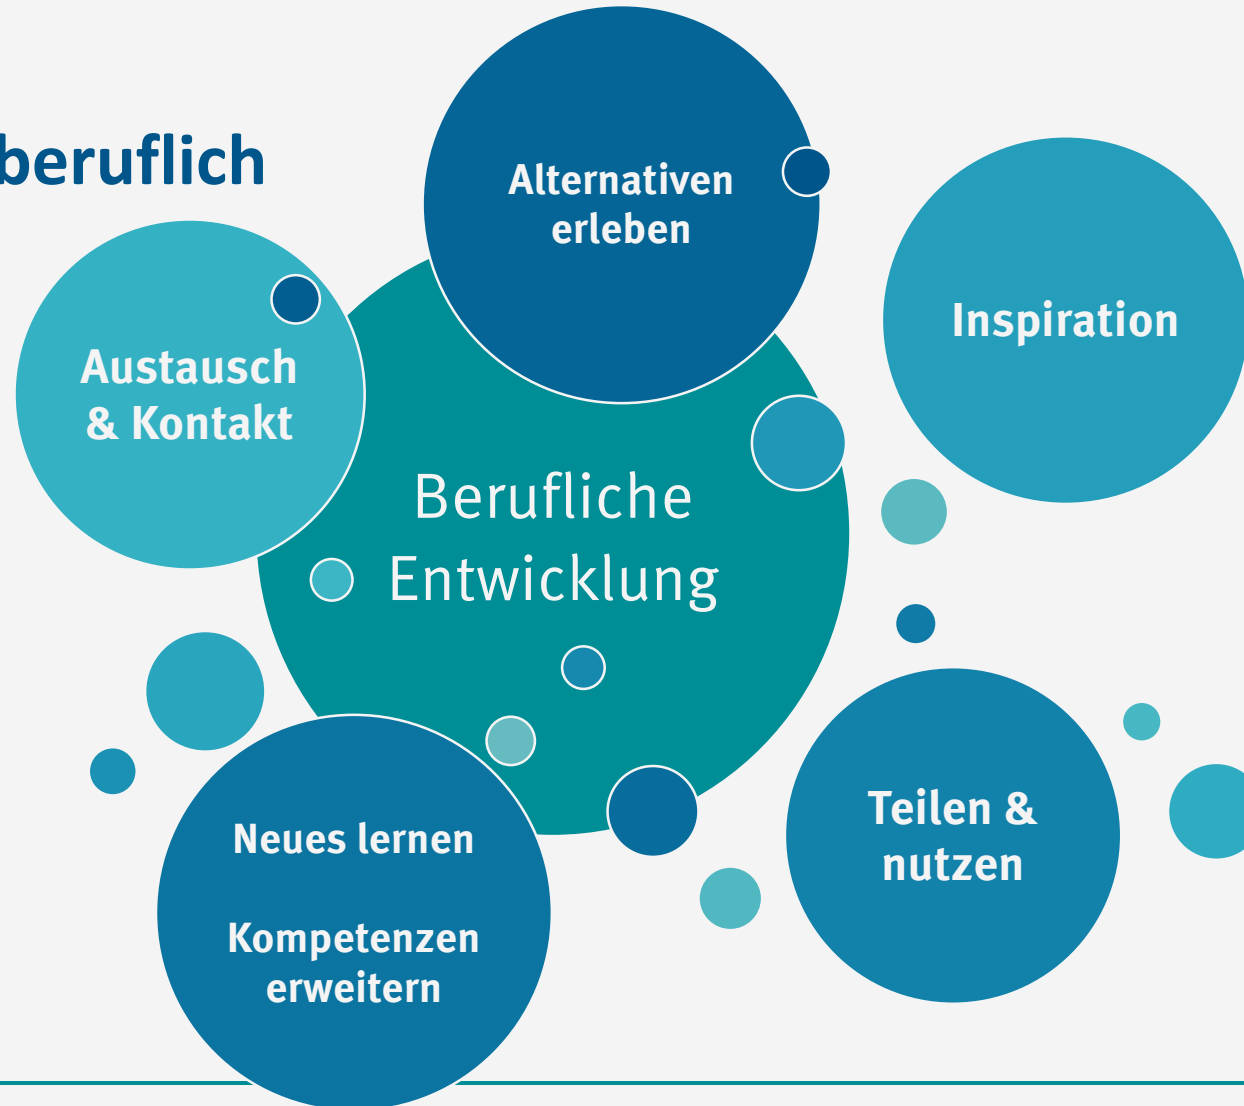 beruflich
Alternativen
erleben
Inspiration
Austausch
& Kontakt
Berufliche
Entwicklung
Neues lernen
Kompetenzen
erweitern
Teilen &
nutzen